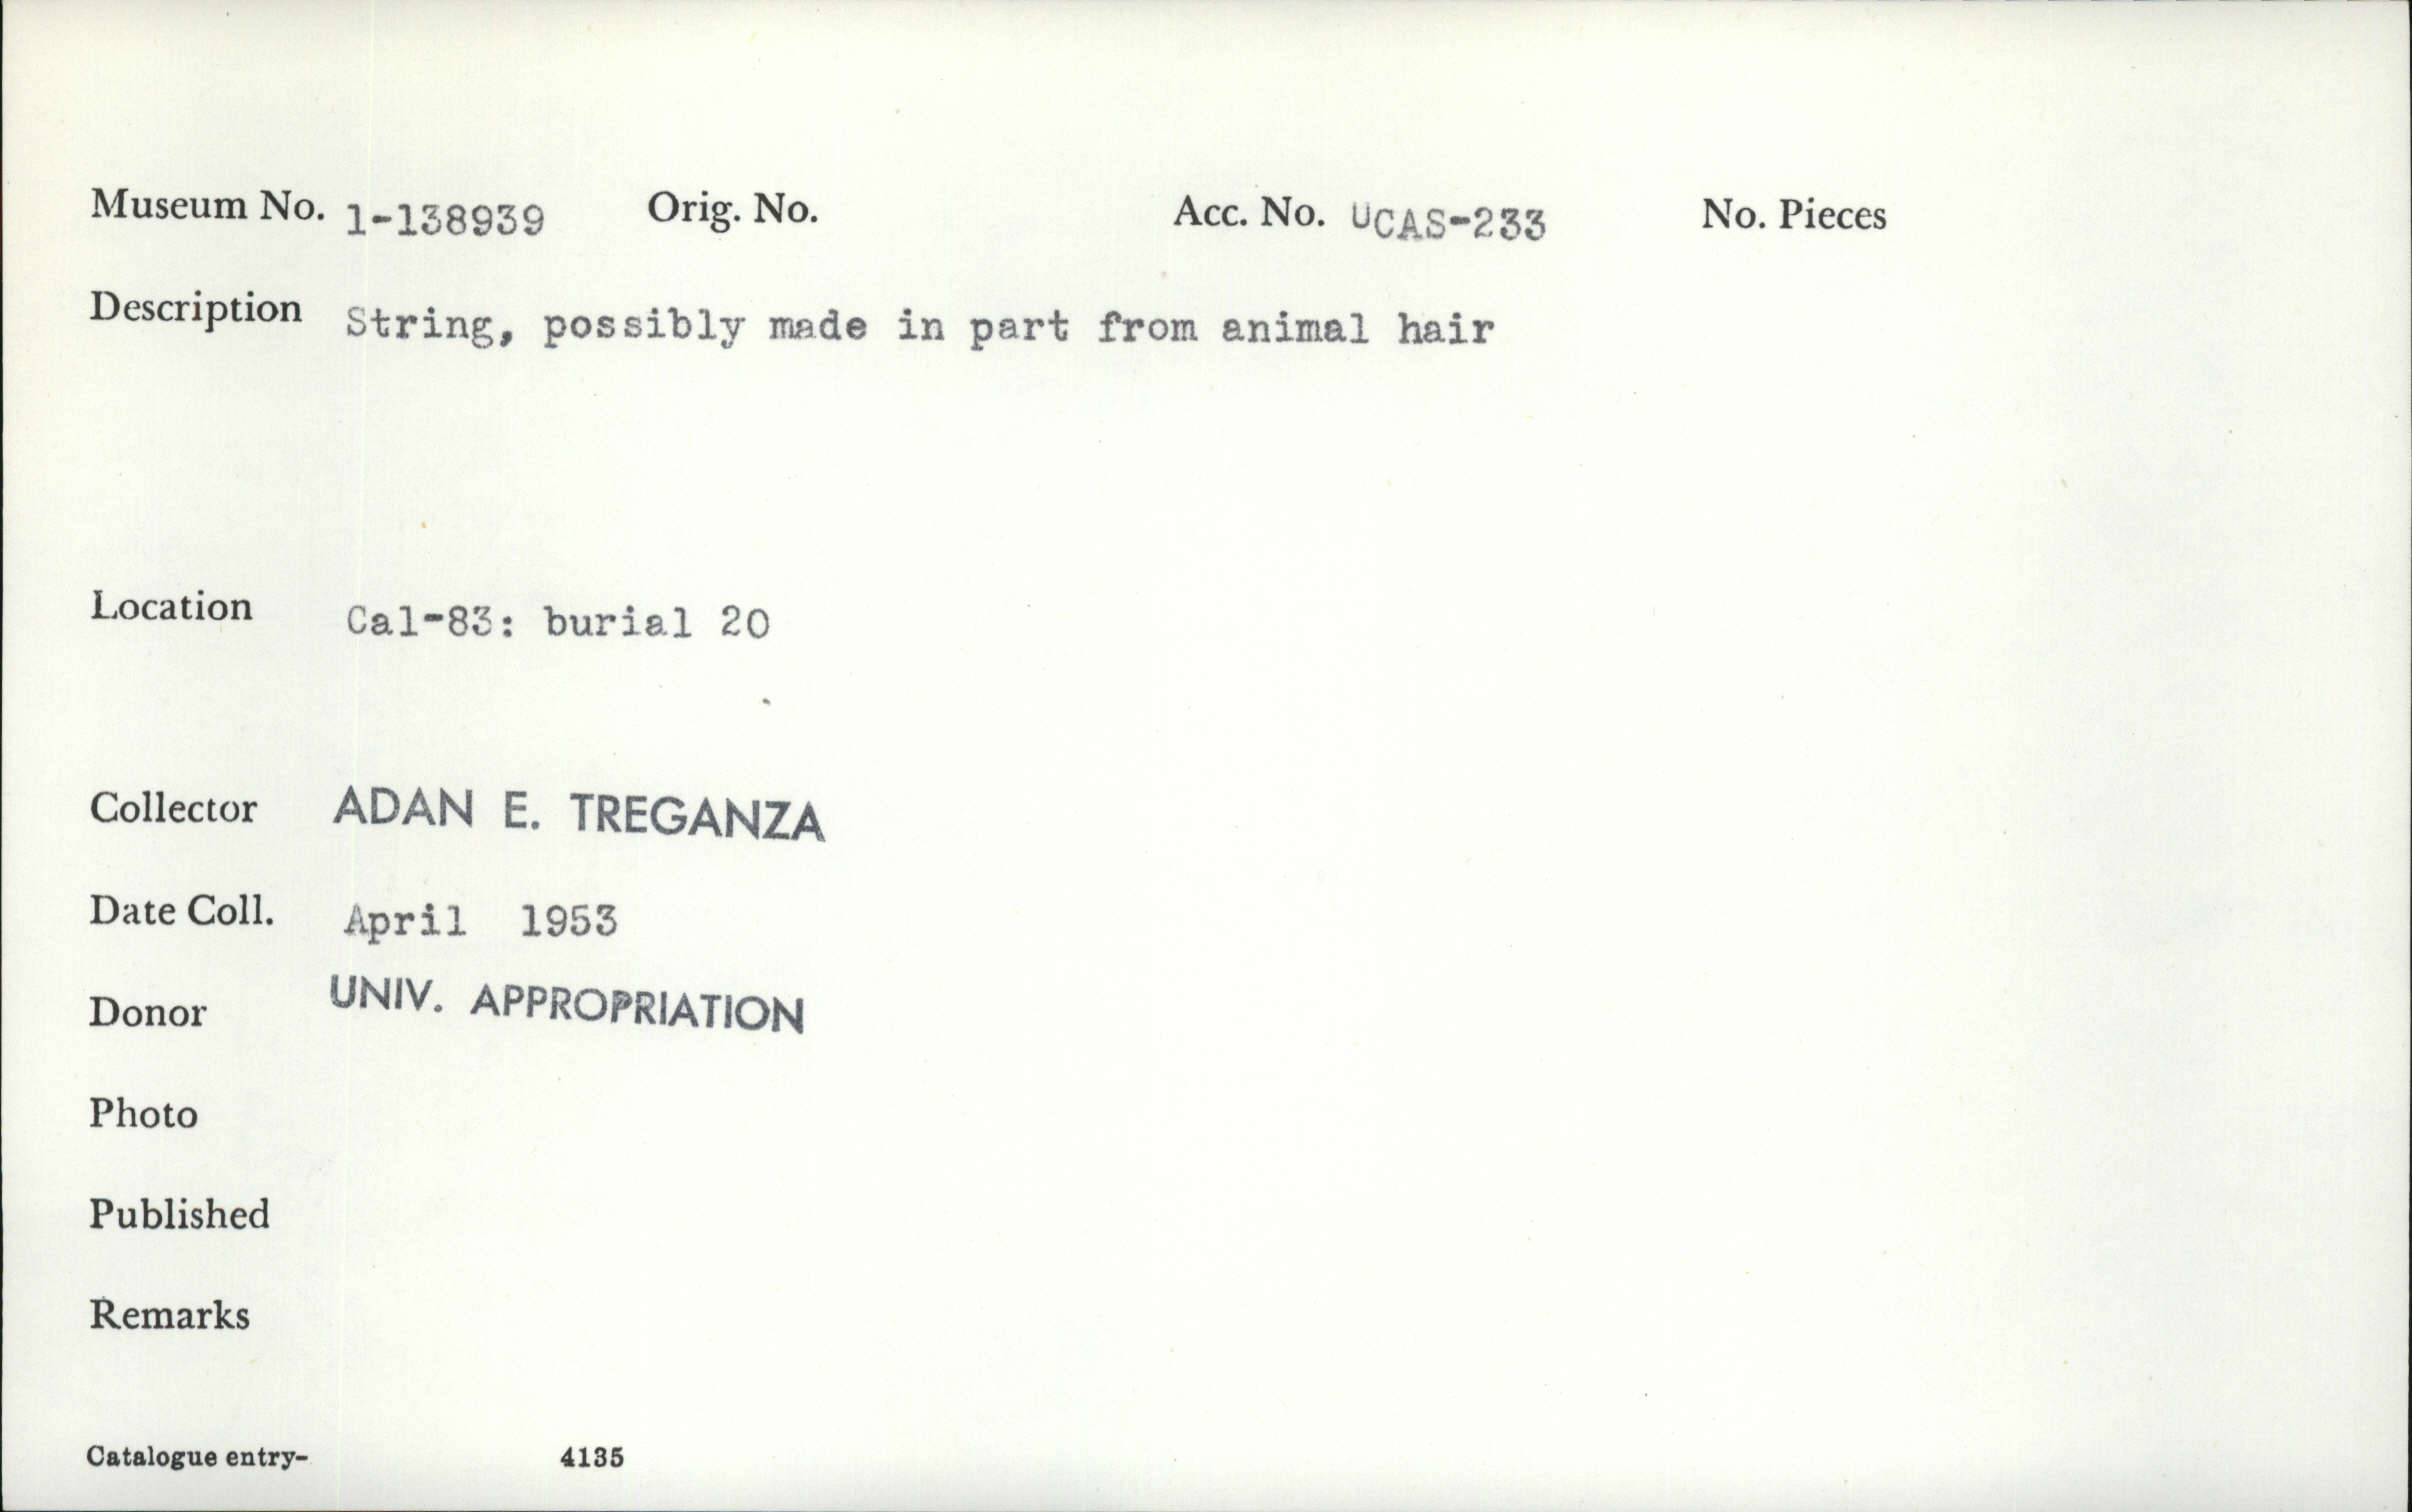 Museum No. 1-138939 Orig. No. Acc. No. UCAS-233 No. Pieces
Description String, possibly made in part from animal hair
Location Cal-83: burial 20
Collector ADAN E. TREGANZA
Date Coll. April 1953
Donor UNIV. APPROPRIATION
Photo
Published
Remarks
Catalogue entry- 4135